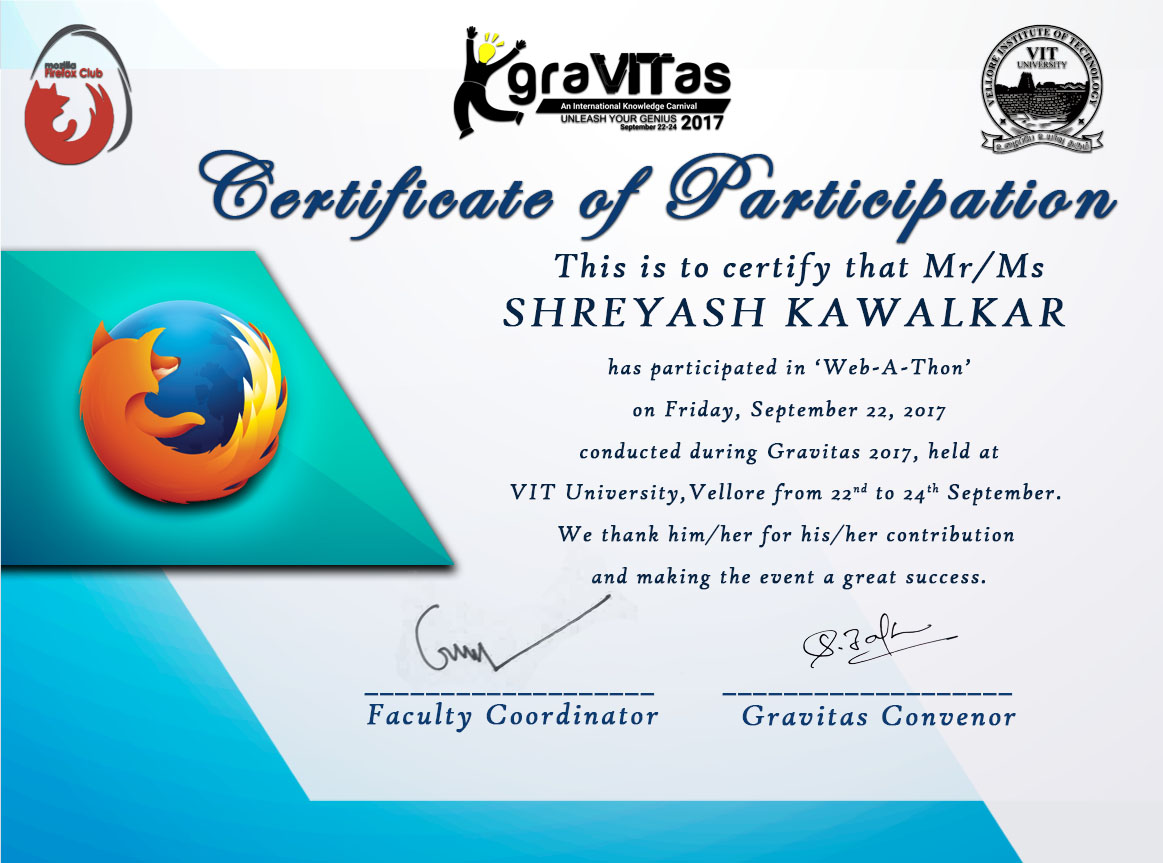 mozilla
Firefox Club
graVITas
An International Knowledge Carnival
UNLEASH YOUR GENIUS
September 22-24 2017
VELLORE INSTITUTE OF TECHNOLOGY
VIT
UNIVERSITY
Certificate of Participation
This is to certify that Mr/Ms
SHREYASH KAWALKAR
has participated in ‘Web-A-Thon’
on Friday, September 22, 2017
conducted during Gravitas 2017, held at
VIT University,Vellore from 22nd to 24th September.
We thank him/her for his/her contribution
and making the event a great success.
Faculty Coordinator
Gravitas Convenor